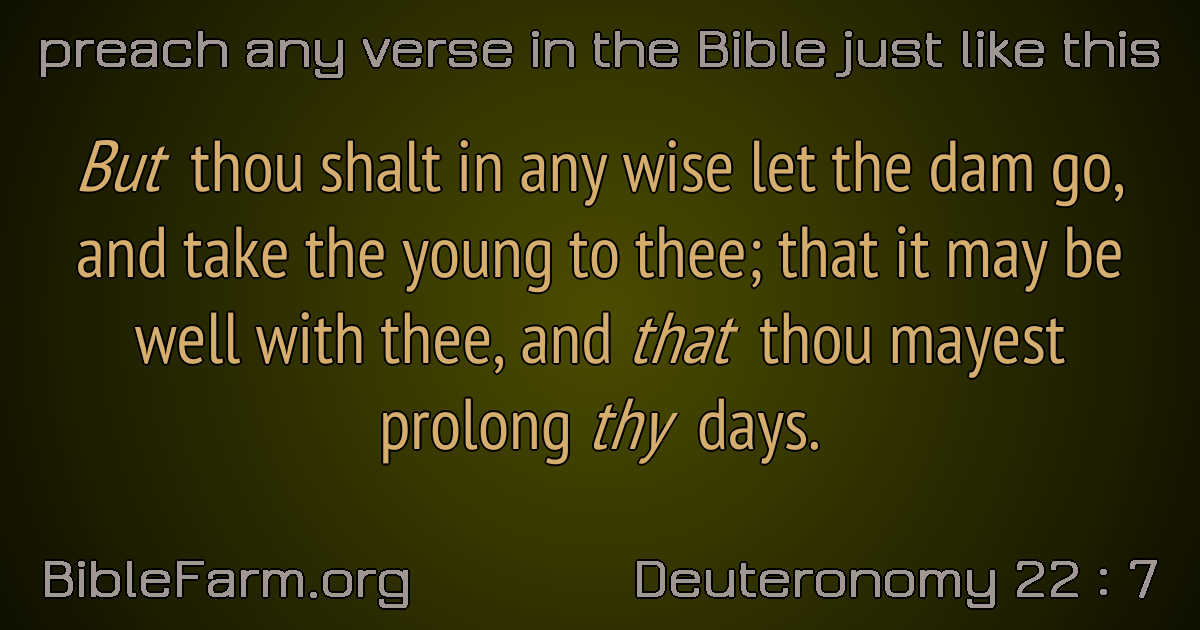 preach any verse in the Bible just like this
But thou shalt in any wise let the dam go,
and take the young to thee; that it may be
well with thee, and that thou mayest
prolong thy days.
BibleFarm.org
Deuteronomy 22 : 7